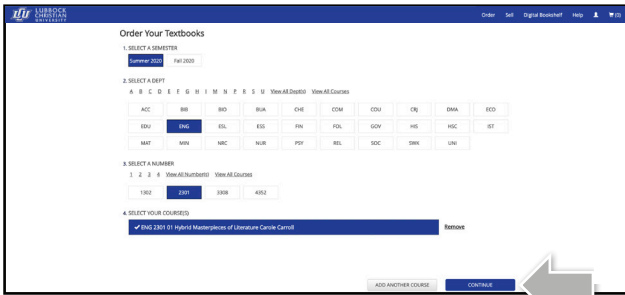 LUBBOCK
CHRISTIAN
UNIVERSITY
Order Sell Digital Bookshelf Help (0)
Order Your Textbooks
1. SELECT A SEMESTER
Summer 2020 Fall 2020
2. SELECT A DEPT
A B C D E F G H I M N P R S U View All Dept(s) View All Courses
ACC BIB BIO BUA CHE COM COU CRJ DMA ECO
EDU ENG ESL ESS FIN FOL GOV HIS HSC IST
MAT MIN NRC NUR PSY REL SOC SWK UNI
3. SELECT A NUMBER
1 2 3 4 View All Number(s) View All Courses
1302 2301 3308 4352
4. SELECT YOUR COURSE(S)
ENG 2301 01 Hybrid Masterpieces of Literature Carole Carroll Remove
ADD ANOTHER COURSE CONTINUE